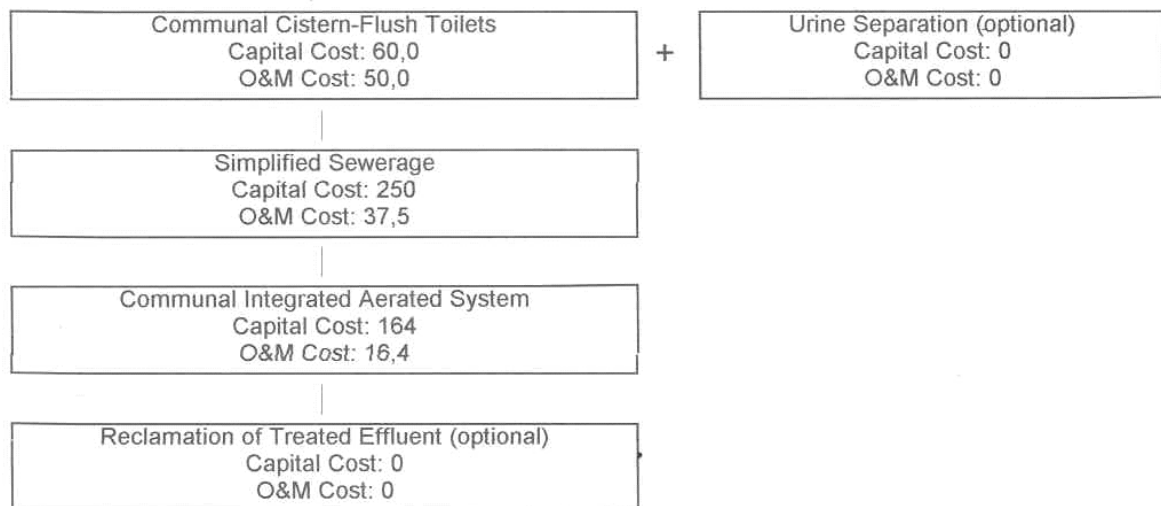 Communal Cistern-Flush Toilets
Capital Cost: 60,0
O&M Cost: 50,0
+
Urine Separation (optional)
Capital Cost: 0
O&M Cost: 0
Simplified Sewerage
Capital Cost: 250
O&M Cost: 37,5
Communal Integrated Aerated System
Capital Cost: 164
O&M Cost: 16,4
Reclamation of Treated Effluent (optional)
Capital Cost: 0
O&M Cost: 0